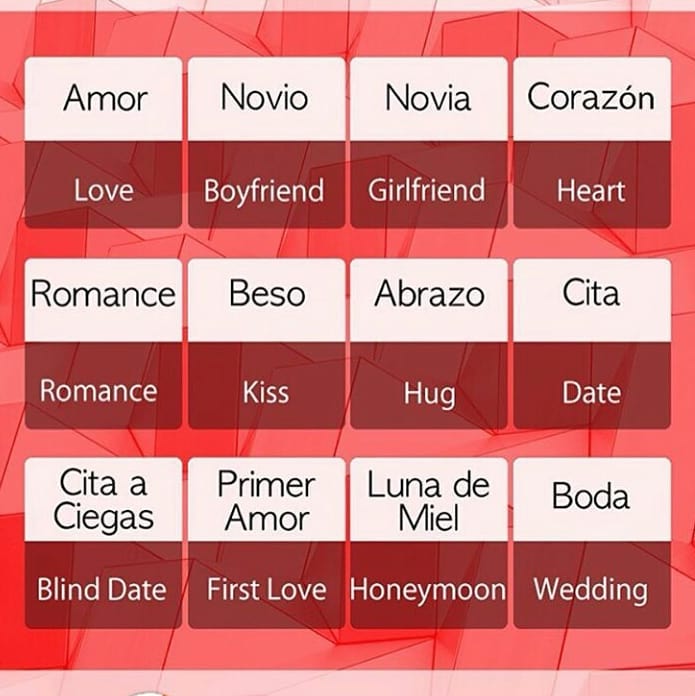 Amor
Novio
Novia
Corazón
Love
Boyfriend
Girlfriend
Heart
Romance
Beso
Abrazo
Cita
Romance
Kiss
Hug
Date
Cita a
Ciegas
Primer
Amor
Luna de
Miel
Boda
Blind Date
First Love
Honeymoon
Wedding